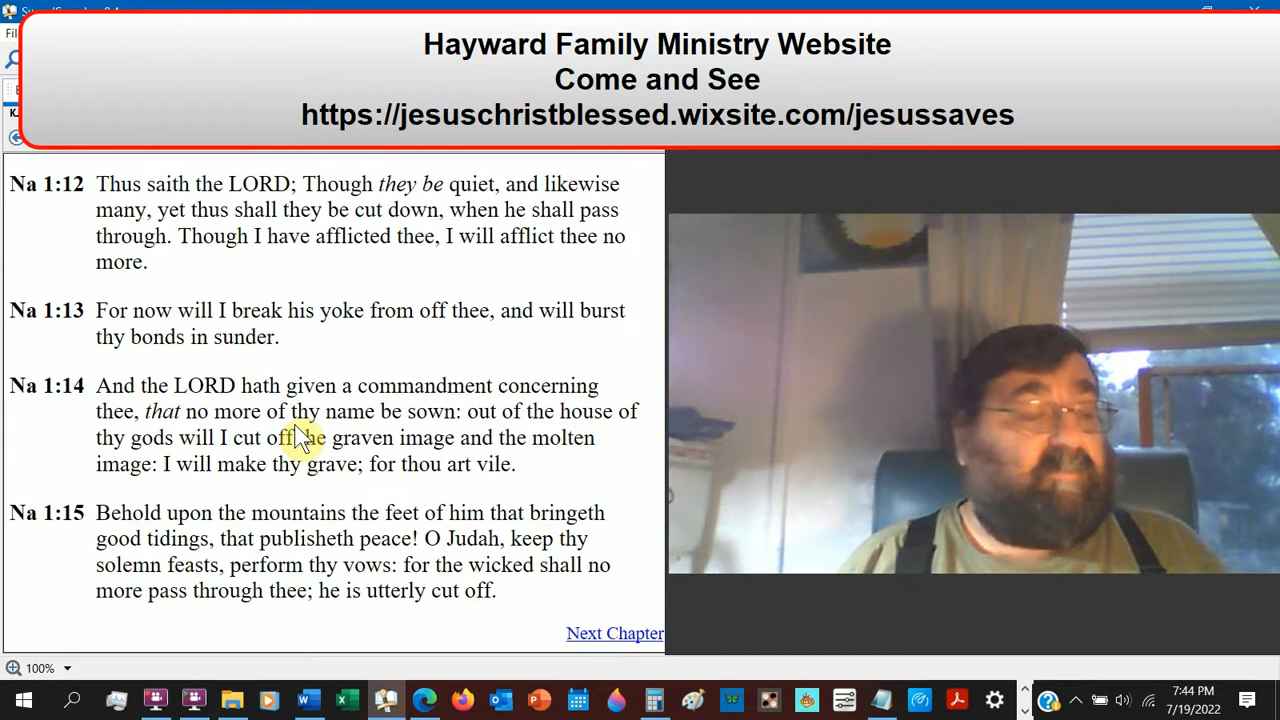 Hayward Family Ministry Website
Come and See
https://jesuschristblessed.wixsite.com/jesussaves
Na 1:12 Thus saith the LORD; Though they be quiet, and likewise
many, yet thus shall they be cut down, when he shall pass
through. Though I have afflicted thee, I will afflict thee no
more.
Na 1:13 For now will I break his yoke from off thee, and will burst
thy bonds in sunder.
Na 1:14 And the LORD hath given a commandment concerning
thee, that no more of thy name be sown: out of the house of
thy gods will I cut off the graven image and the molten
image: I will make thy grave; for thou art vile.
Na 1:15 Behold upon the mountains the feet of him that bringeth
good tidings, that publisheth peace! O Judah, keep thy
solemn feasts, perform thy vows: for the wicked shall no
more pass through thee; he is utterly cut off.
Next Chapter
100%
7:44 PM
7/19/2022